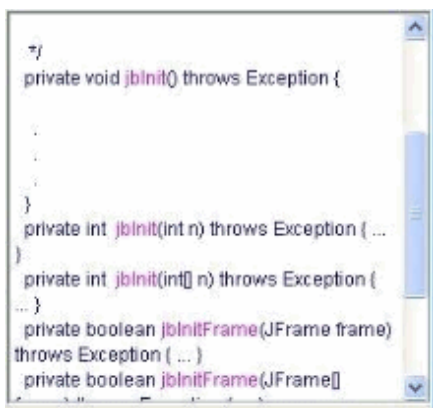 */
private void jbInit() throws Exception {
.
.
.
}
private int jbInit(int n) throws Exception { ...
}
private int jbInit(int[] n) throws Exception {
... }
private boolean jbInitFrame(JFrame frame)
throws Exception { ... }
private boolean jbInitFrame(JFrame[]